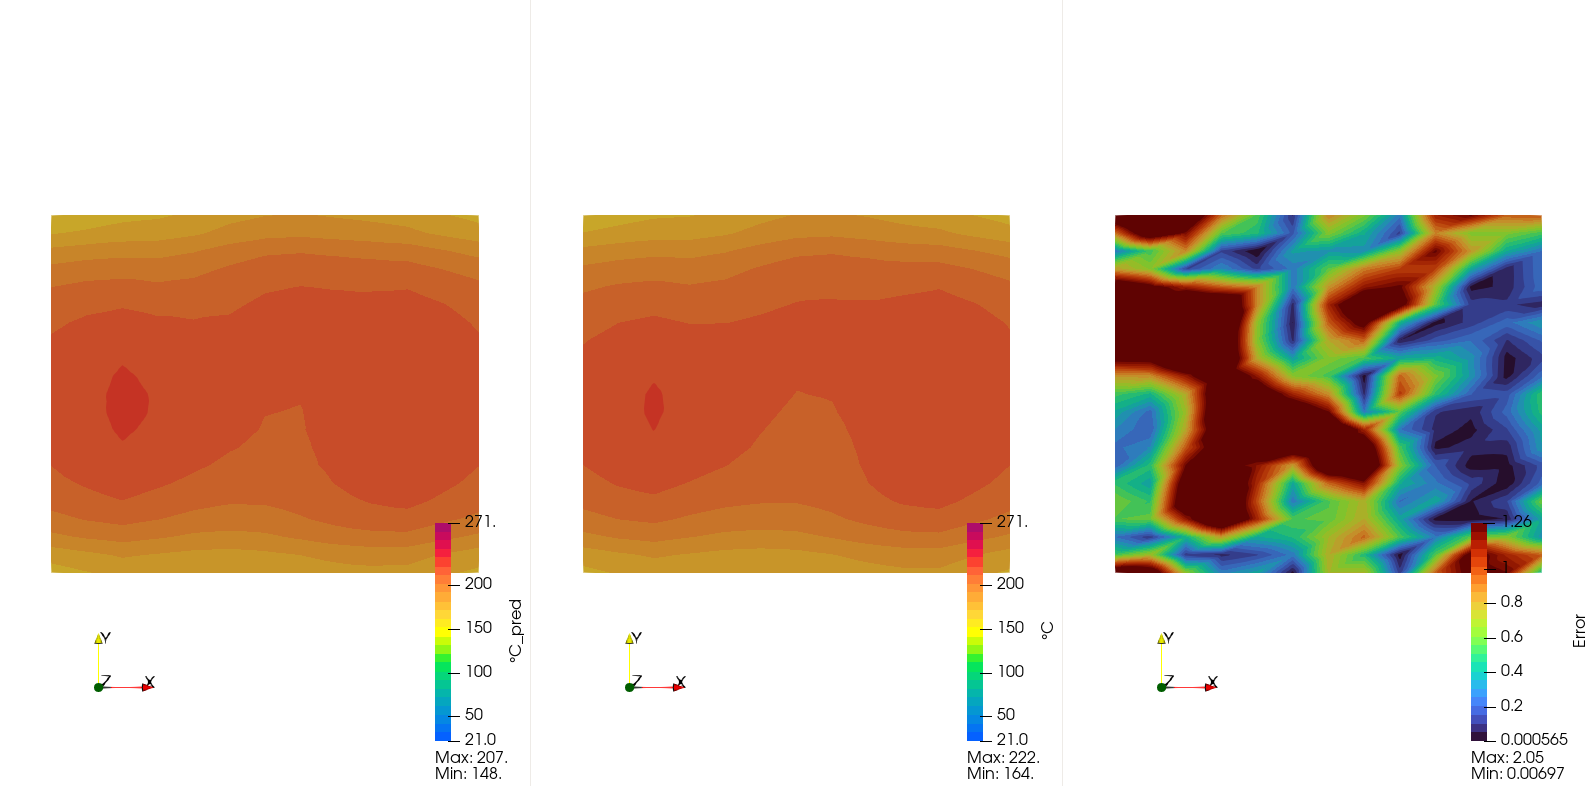 271.
200
150
100
50
21.0
°C_pred
Max: 207.
Min: 148.
Y
Z
X
271.
200
150
100
50
21.0
°C
Max: 222.
Min: 164.
Y
Z
X
1.26
1
0.8
0.6
0.4
0.2
0.000565
Error
Max: 2.05
Min: 0.00697
Y
Z
X